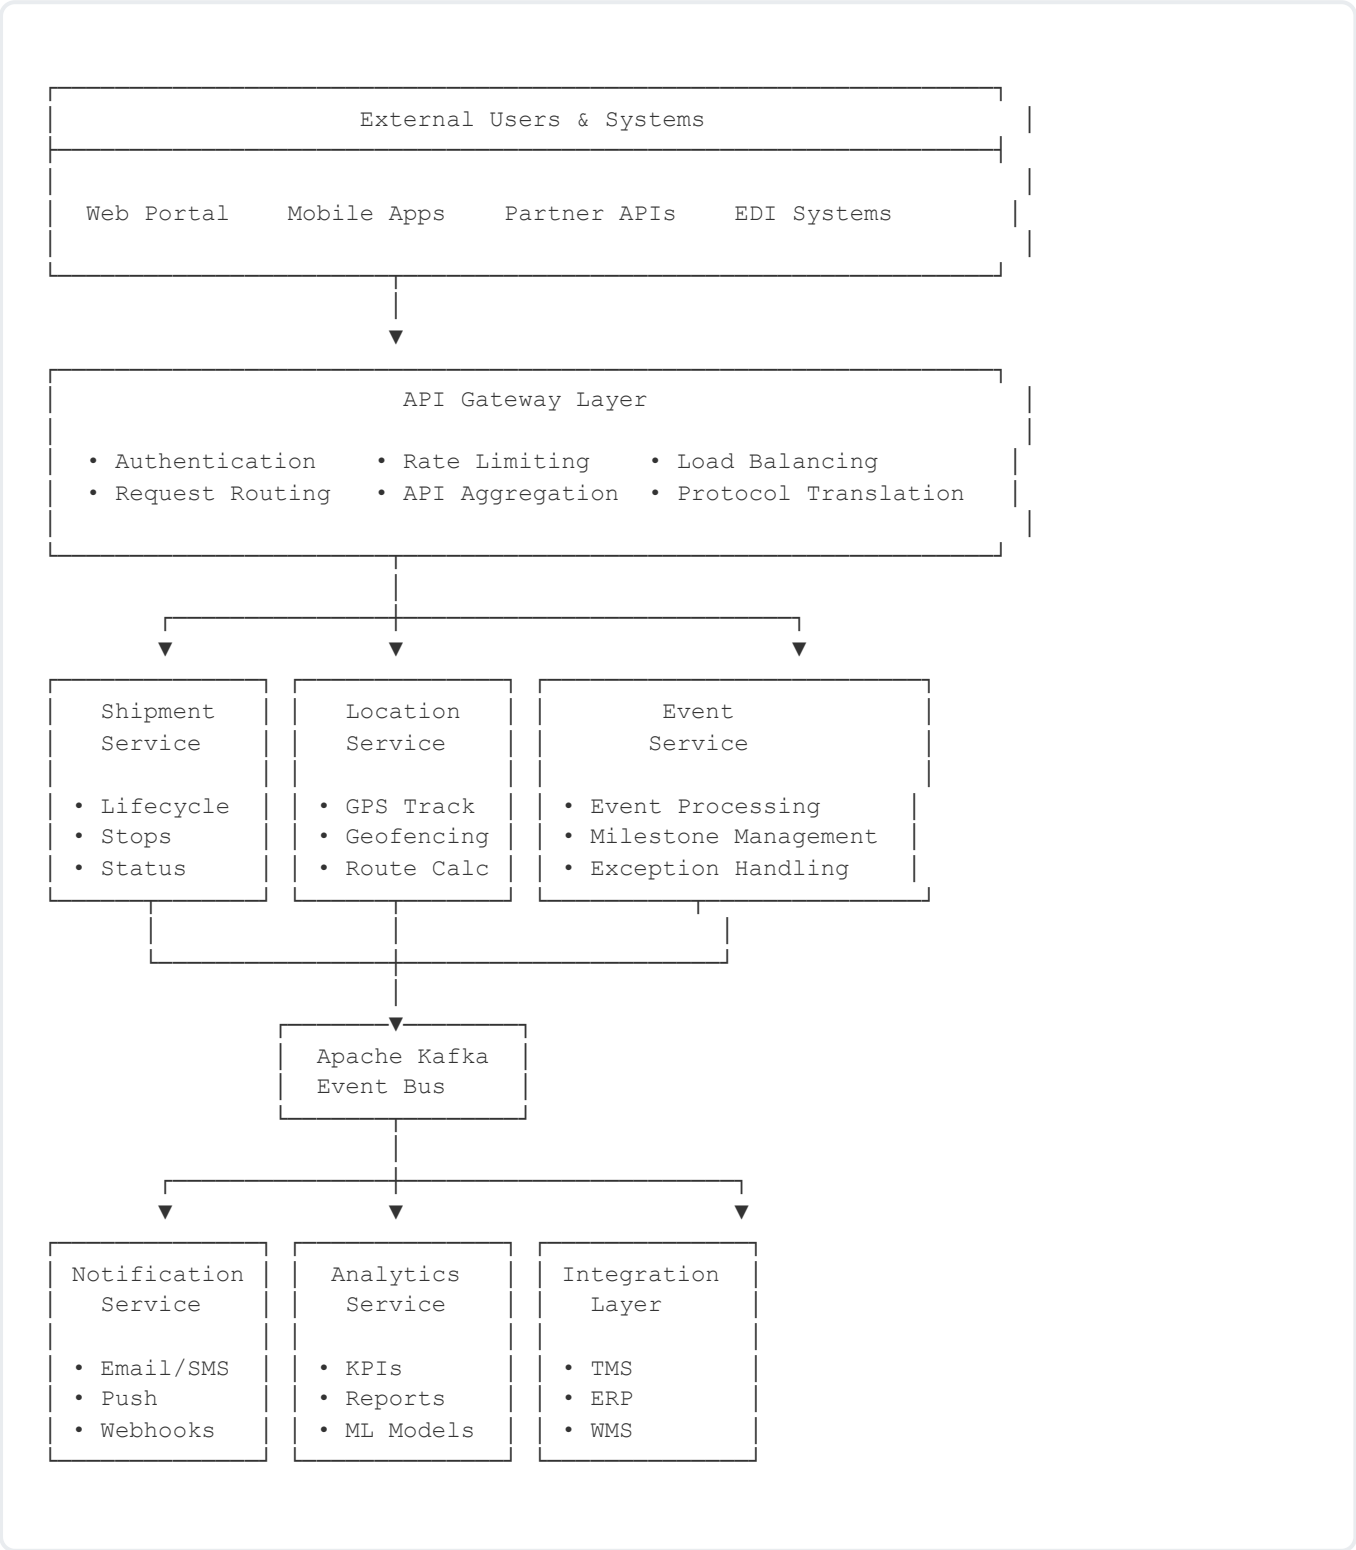 External Users & Systems
Web Portal    Mobile Apps    Partner APIs    EDI Systems
API Gateway Layer
• Authentication    • Rate Limiting    • Load Balancing
• Request Routing   • API Aggregation  • Protocol Translation
Shipment
Service
• Lifecycle
• Stops
• Status
Location
Service
• GPS Track
• Geofencing
• Route Calc
Event
Service
• Event Processing
• Milestone Management
• Exception Handling
Apache Kafka
Event Bus
Notification
Service
• Email/SMS
• Push
• Webhooks
Analytics
Service
• KPIs
• Reports
• ML Models
Integration
Layer
• TMS
• ERP
• WMS